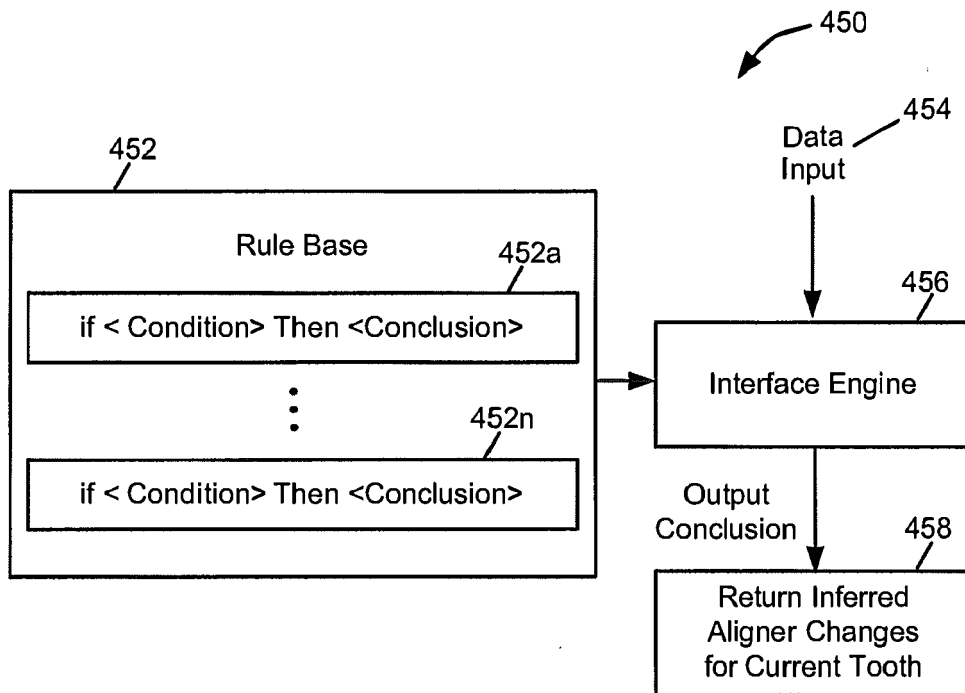 450
454
Data
Input
452
Rule Base
452a
if < Condition> Then <Conclusion>
452n
if < Condition> Then <Conclusion>
456
Interface Engine
Output
Conclusion
458
Return Inferred
Aligner Changes
for Current Tooth